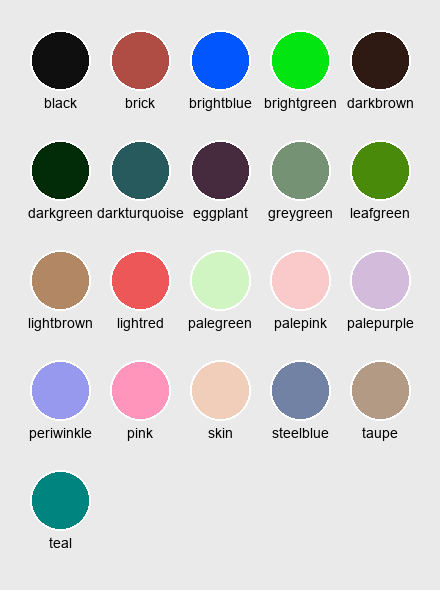 black brick brightblue brightgreen darkbrown
darkgreen darkturquoise eggplant greygreen leafgreen
lightbrown lightred palegreen palepink palepurple
periwinkle pink skin steelblue taupe
teal